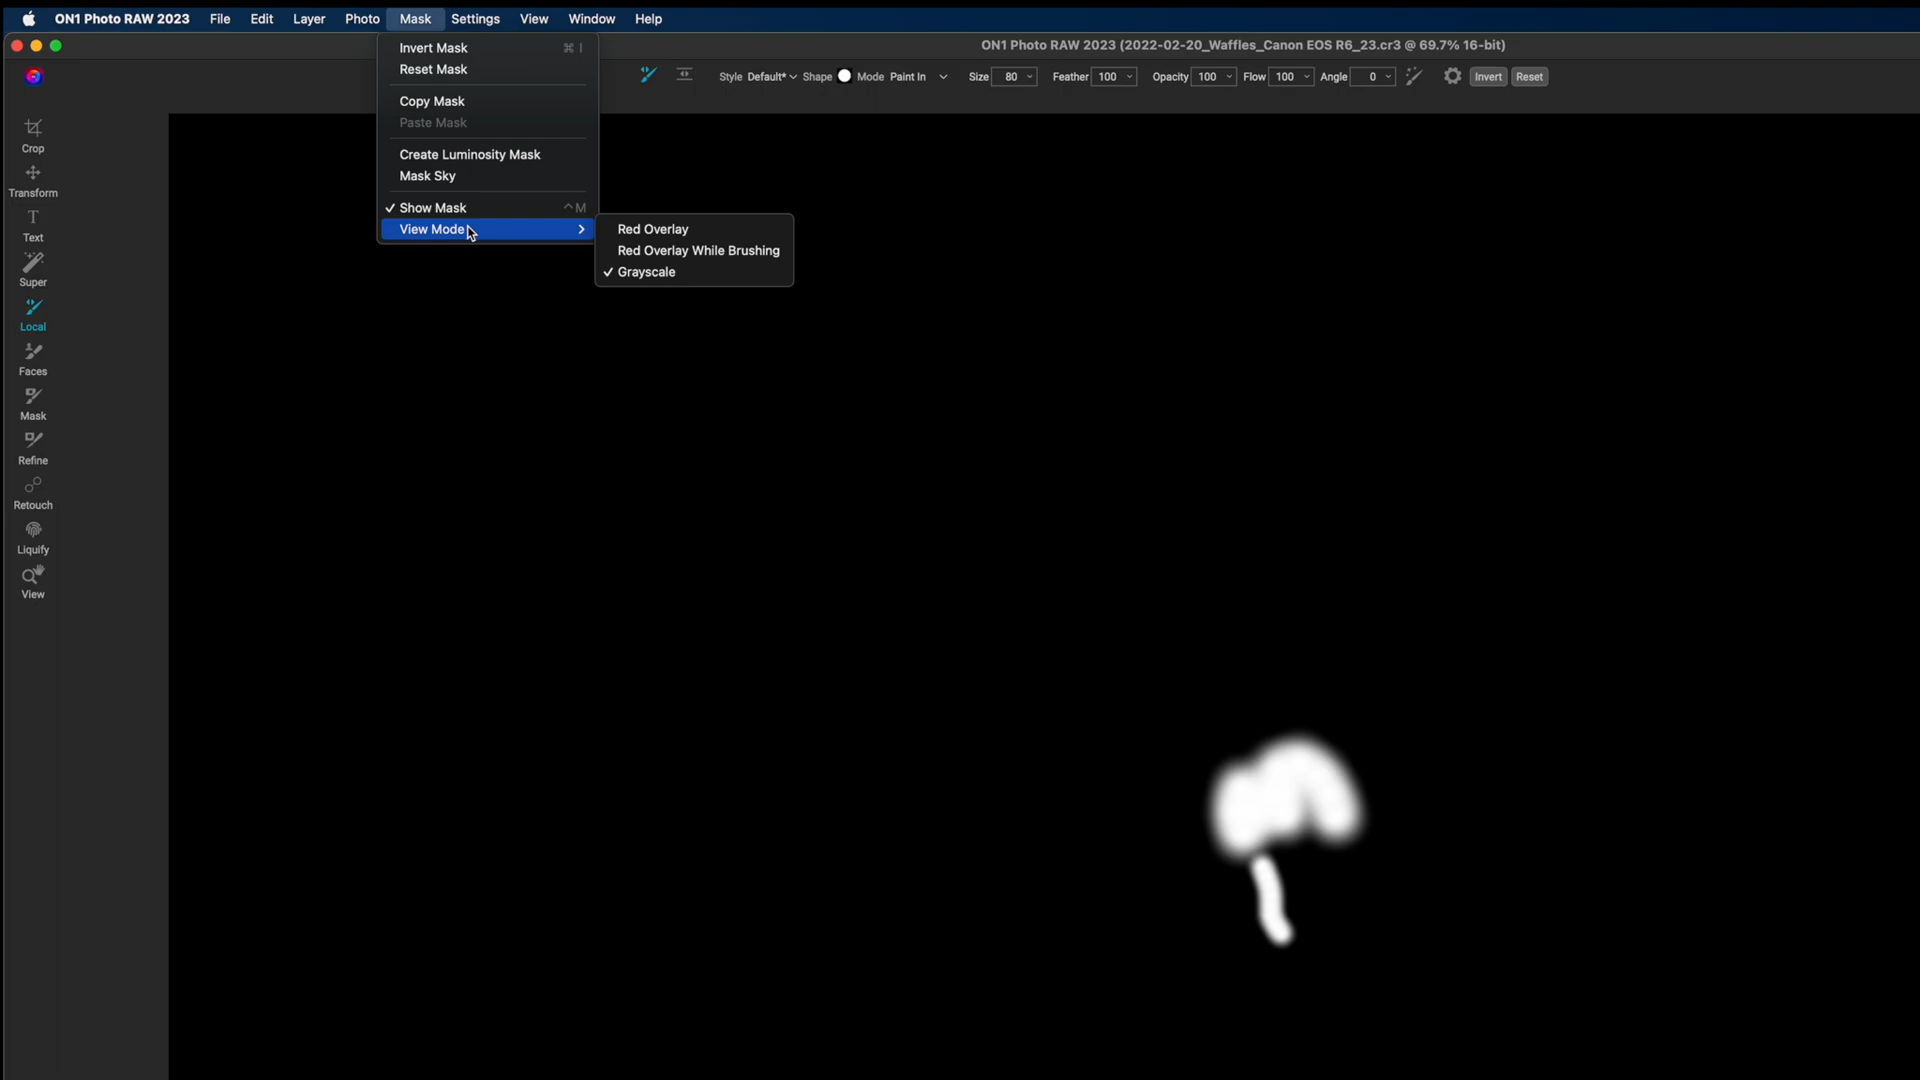 ON1 Photo RAW 2023 File Edit Layer Photo Mask Settings View Window Help
ON1 Photo RAW 2023 (2022-02-20_Waffles_Canon EOS R6_23.cr3 @ 69.7% 16-bit)
Style Default* Shape Mode Paint In Size 80 Feather 100 Opacity 100 Flow 100 Angle 0 Invert Reset
Invert Mask ⌘ I
Reset Mask
Copy Mask
Paste Mask
Create Luminosity Mask
Mask Sky
✓ Show Mask ^ M
View Mode >
Red Overlay
Red Overlay While Brushing
✓ Grayscale
Crop
Transform
T
Text
Super
Local
Faces
Mask
Refine
Retouch
Liquify
View